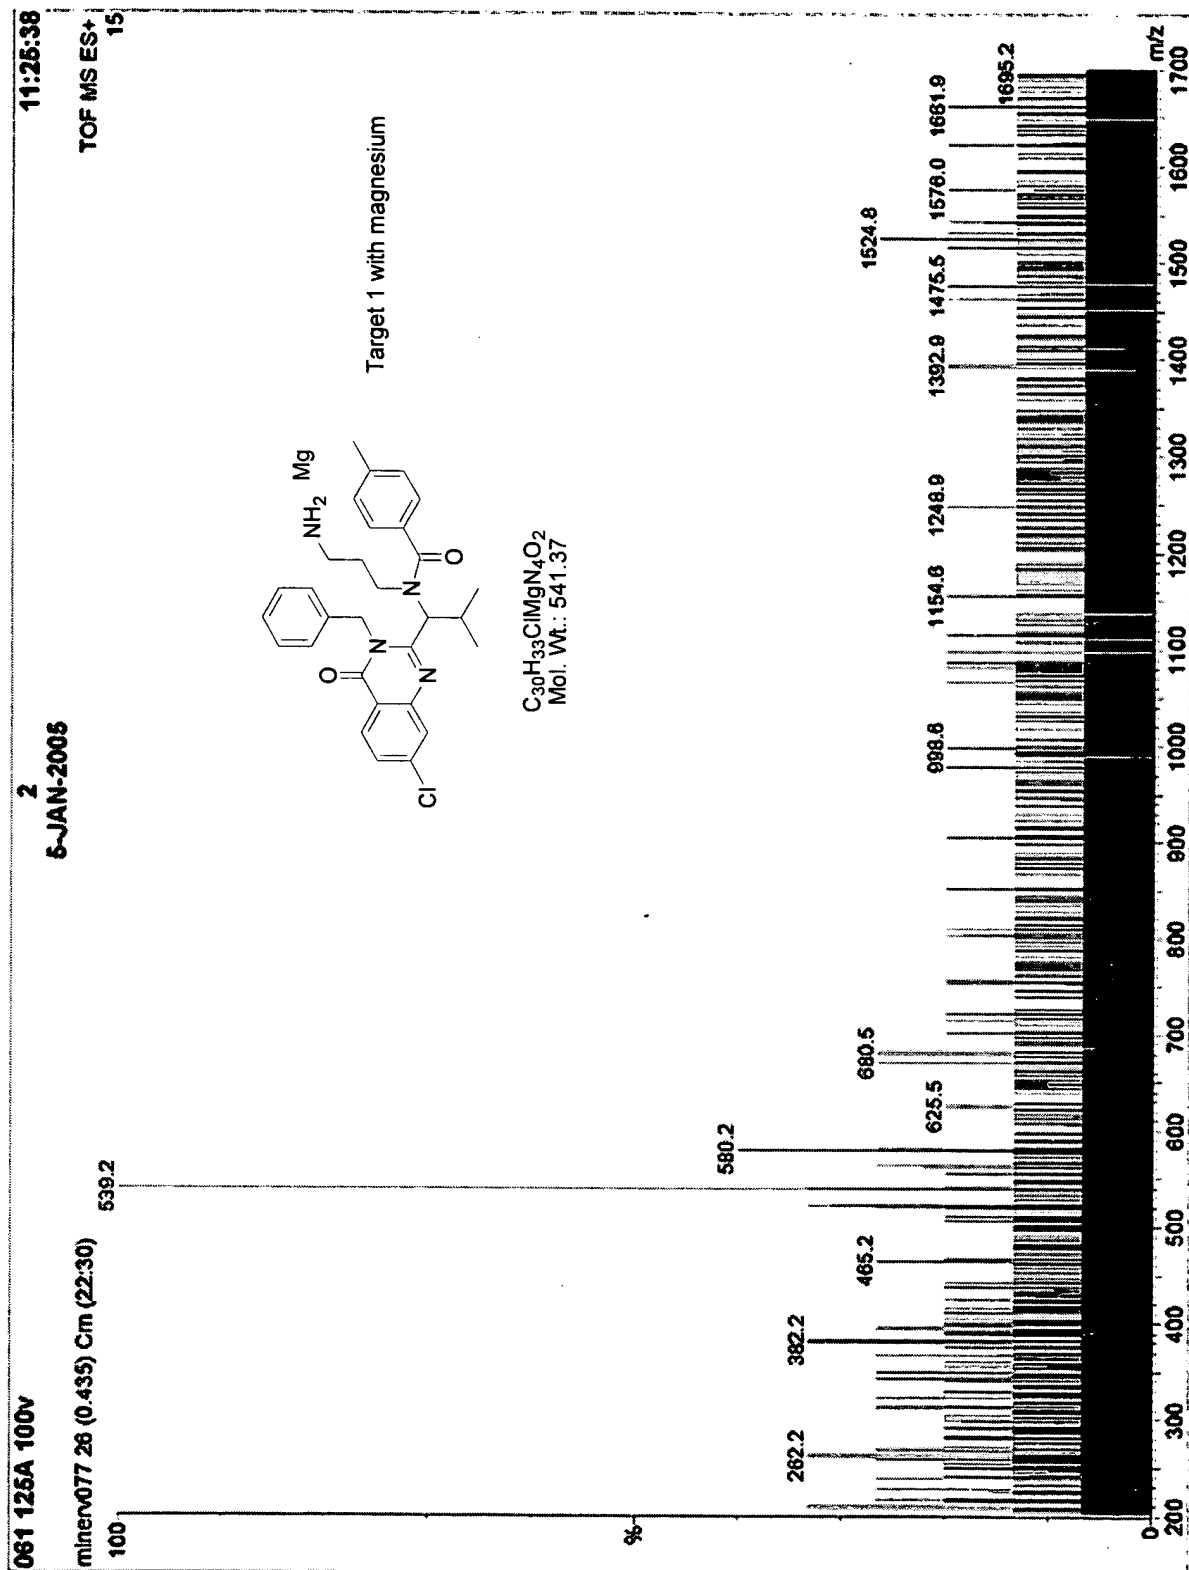 061 125A 100v 2 11:25:38
5-JAN-2005
minerv077 26 (0.435) Cm (22:30) TOF MS ES+
15
100
%
0
539.2
580.2
262.2
382.2
465.2
625.5
680.5
998.6
1154.6
1248.9
1392.9
1475.5
1524.8
1576.0
1661.9
1695.2
Cl
O
N
N
N
O
NH2 Mg
Target 1 with magnesium
C30H33ClMgN4O2
Mol. Wt.: 541.37
200 300 400 500 600 700 800 900 1000 1100 1200 1300 1400 1500 1600 1700
m/z